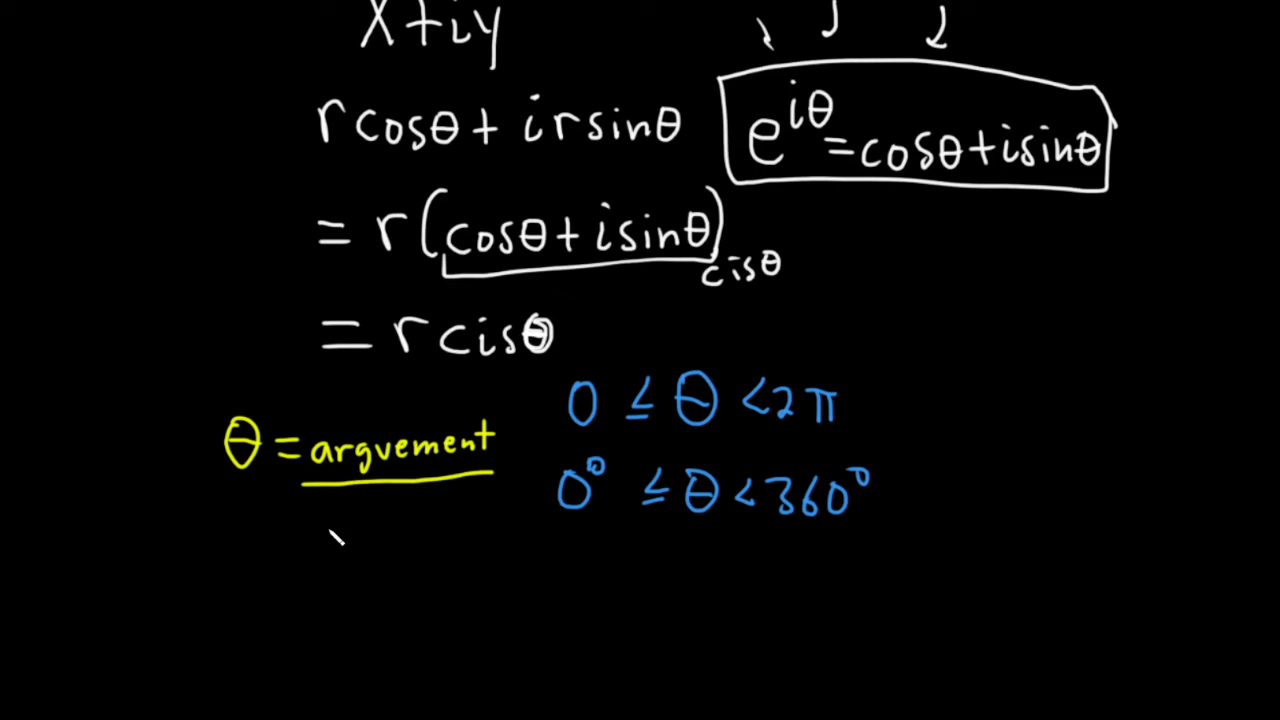 x+iy
rcosθ+irsinθ
e^{iθ}=cosθ+isinθ
=r(cosθ+isinθ)
cisθ
=rcisθ
θ=arguement
0≤θ<2π
0°≤θ<360°